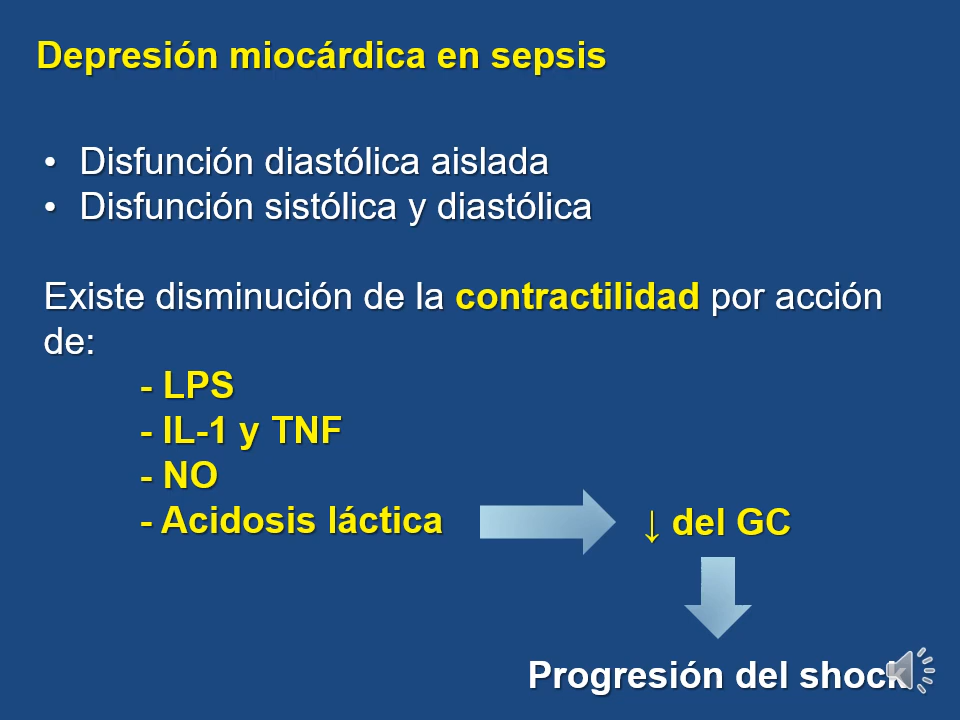 Depresión miocárdica en sepsis
• Disfunción diastólica aislada
• Disfunción sistólica y diastólica
Existe disminución de la contractilidad por acción
de:
- LPS
- IL-1 y TNF
- NO
- Acidosis láctica
↓ del GC
Progresión del shock